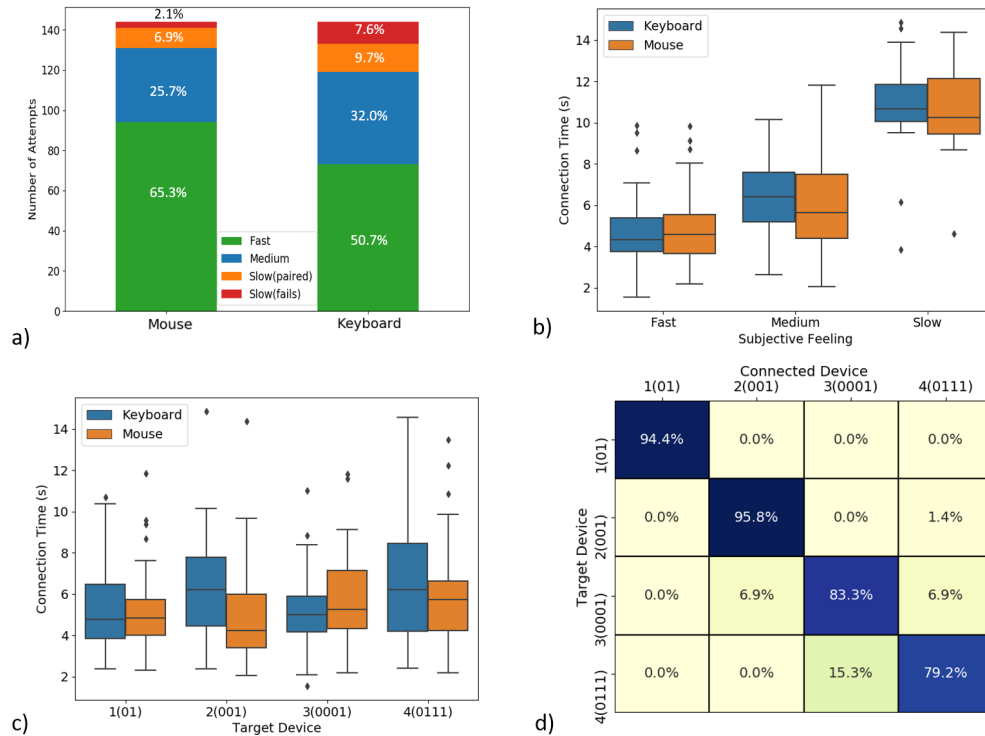 2.1%
140
120
100
80
60
40
20
0
Number of Attempts
6.9%
25.7%
65.3%
7.6%
9.7%
32.0%
50.7%
Fast
Medium
Slow(paired)
Slow(fails)
Mouse Keyboard
a)
Keyboard
Mouse
14
12
10
8
6
4
2
Connection Time (s)
Fast Medium Slow
Subjective Feeling
b)
Keyboard
Mouse
14
12
10
8
6
4
2
Connection Time (s)
1(01) 2(001) 3(0001) 4(0111)
Target Device
c)
Connected Device
1(01) 2(001) 3(0001) 4(0111)
Target Device
1(01)
2(001)
3(0001)
4(0111)
94.4% 0.0% 0.0% 0.0%
0.0% 95.8% 0.0% 1.4%
0.0% 6.9% 83.3% 6.9%
0.0% 0.0% 15.3% 79.2%
d)